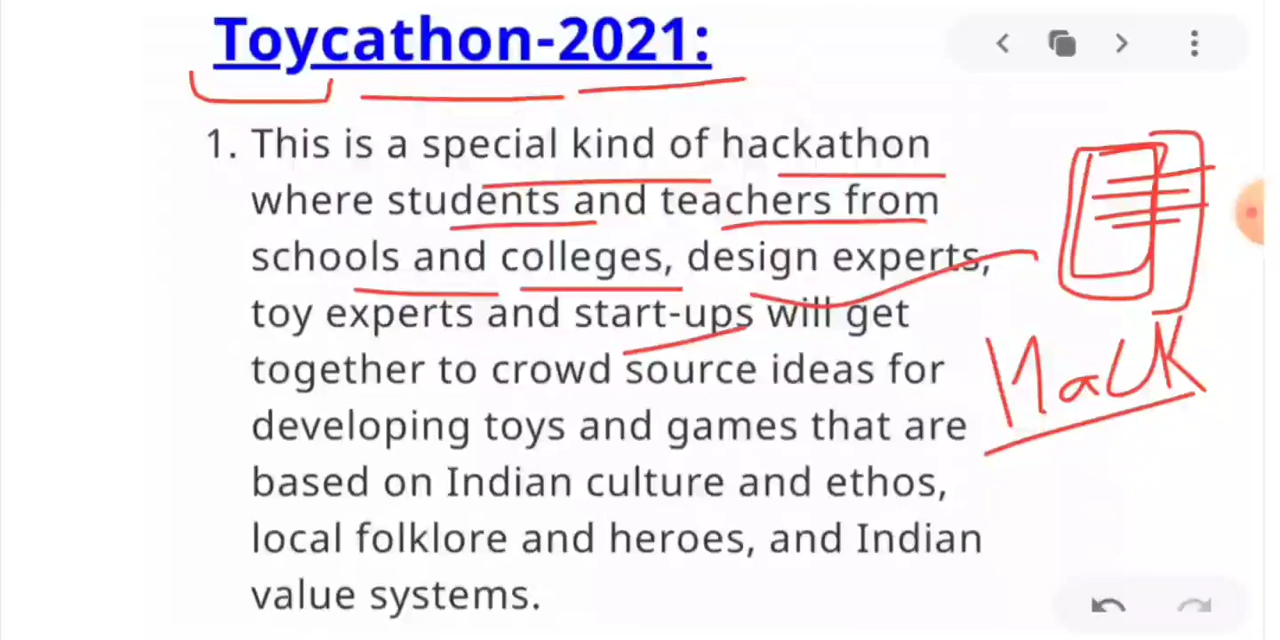 Toycathon-2021:
1. This is a special kind of hackathon
where students and teachers from
schools and colleges, design experts,
toy experts and start-ups will get
together to crowd source ideas for
developing toys and games that are
based on Indian culture and ethos,
local folklore and heroes, and Indian
value systems.
Hack